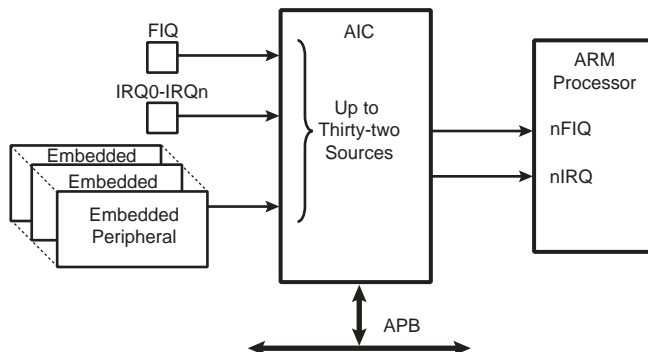 FIQ
IRQ0-IRQn
Embedded
Embedded
Embedded
Peripheral
AIC
Up to
Thirty-two
Sources
APB
ARM
Processor
nFIQ
nIRQ